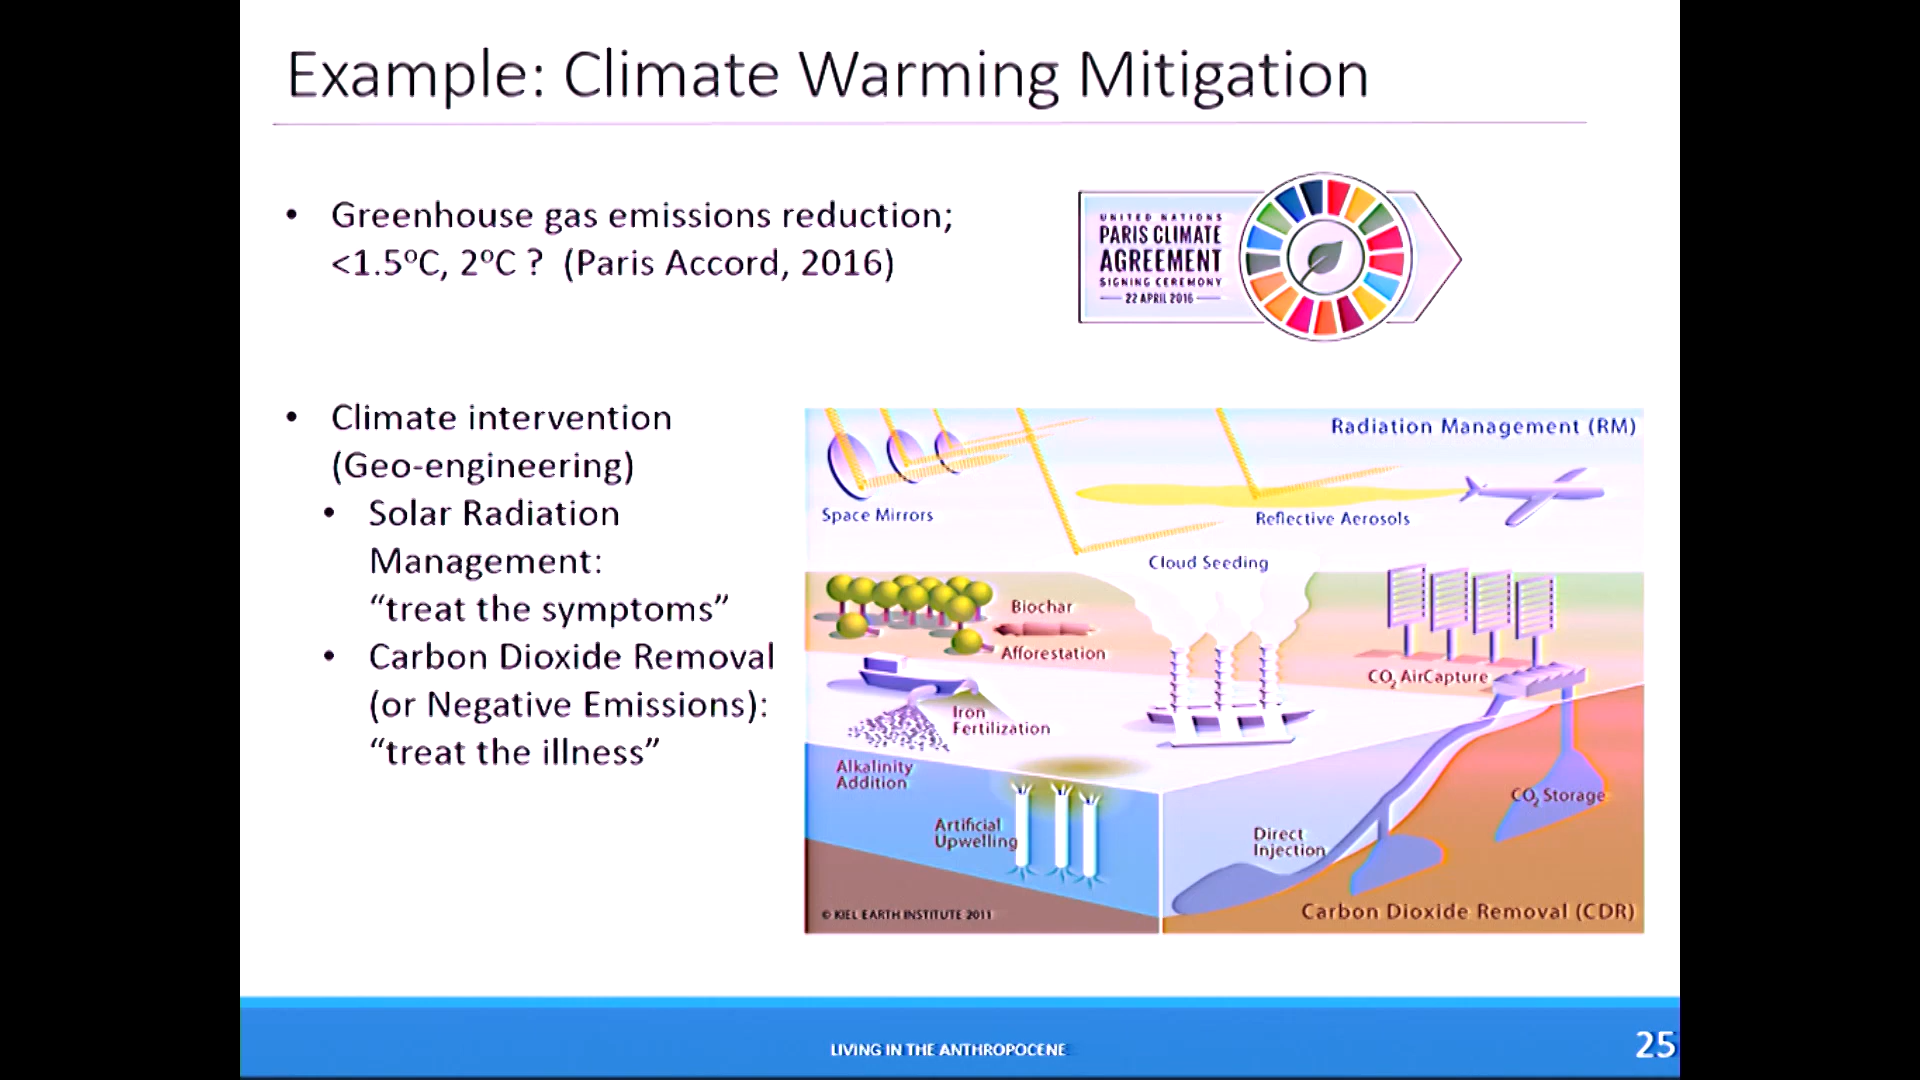 Example: Climate Warming Mitigation
• Greenhouse gas emissions reduction;
<1.5ºC, 2ºC ? (Paris Accord, 2016)
UNITED NATIONS
PARIS CLIMATE
AGREEMENT
SIGNING CEREMONY
22 APRIL 2016
• Climate intervention
(Geo-engineering)
• Solar Radiation
Management:
“treat the symptoms”
• Carbon Dioxide Removal
(or Negative Emissions):
“treat the illness”
Radiation Management (RM)
Space Mirrors
Reflective Aerosols
Cloud Seeding
Biochar
Afforestation
CO₂ AirCapture
Iron
Fertilization
Alkalinity
Addition
CO₂ Storage
Artificial
Upwelling
Direct
Injection
© KIEL EARTH INSTITUTE 2011
Carbon Dioxide Removal (CDR)
LIVING IN THE ANTHROPOCENE
25